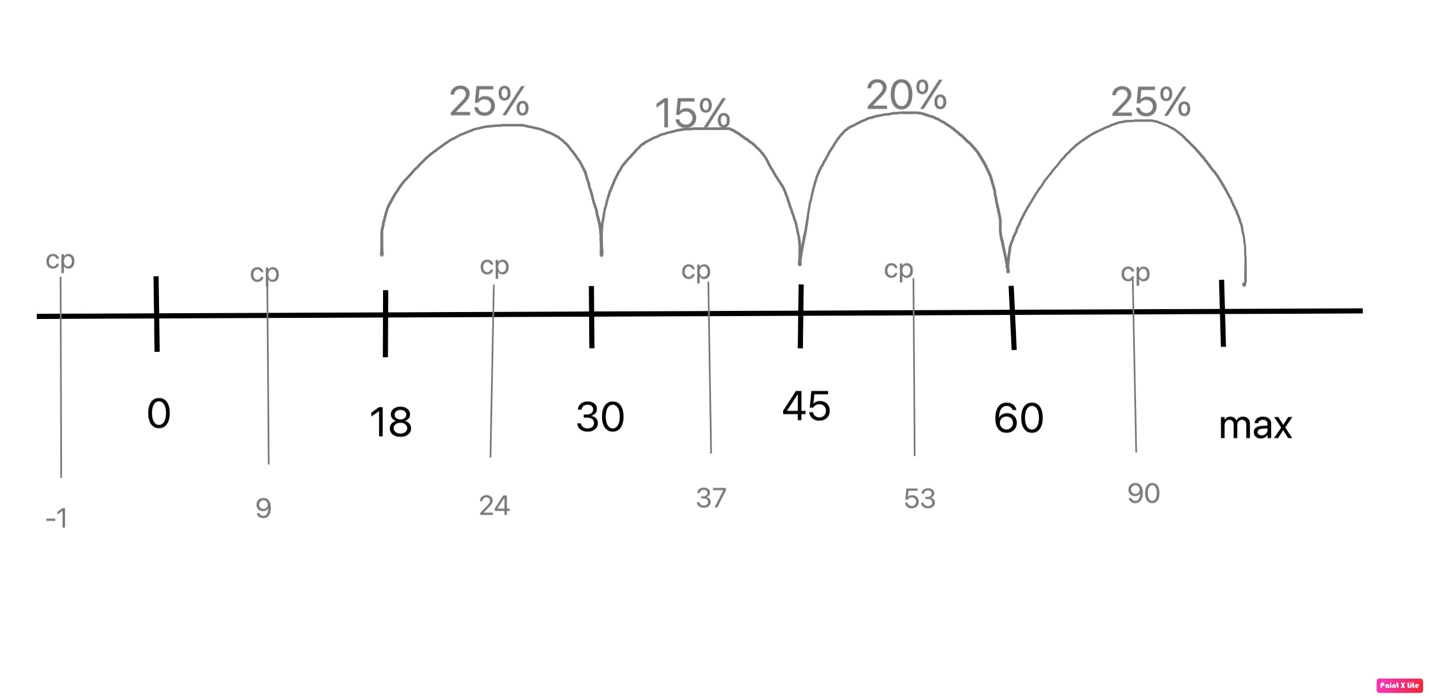 25% 15% 20% 25%
cp cp cp cp cp cp
0 18 30 45 60 max
-1 9 24 37 53 90
Paint X lite